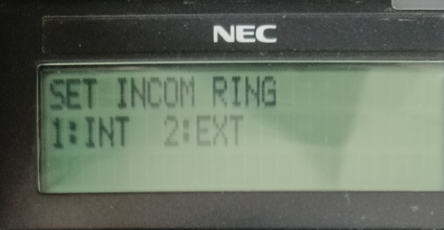 NEC
SET INCOM RING
1:INT 2:EXT